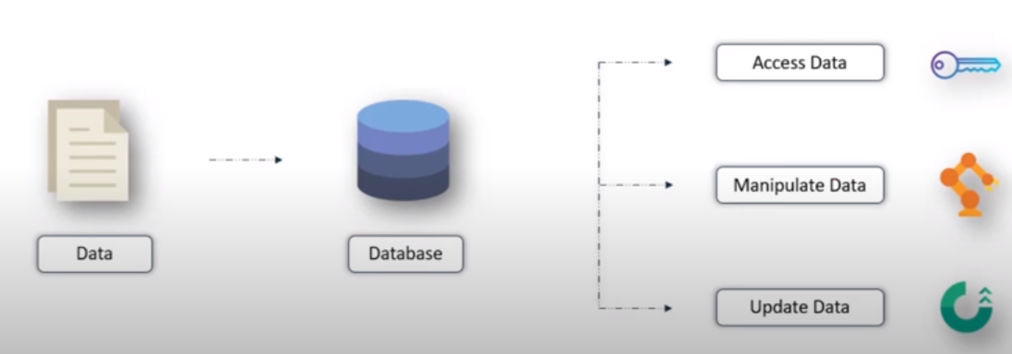 Data
Database
Access Data
Manipulate Data
Update Data